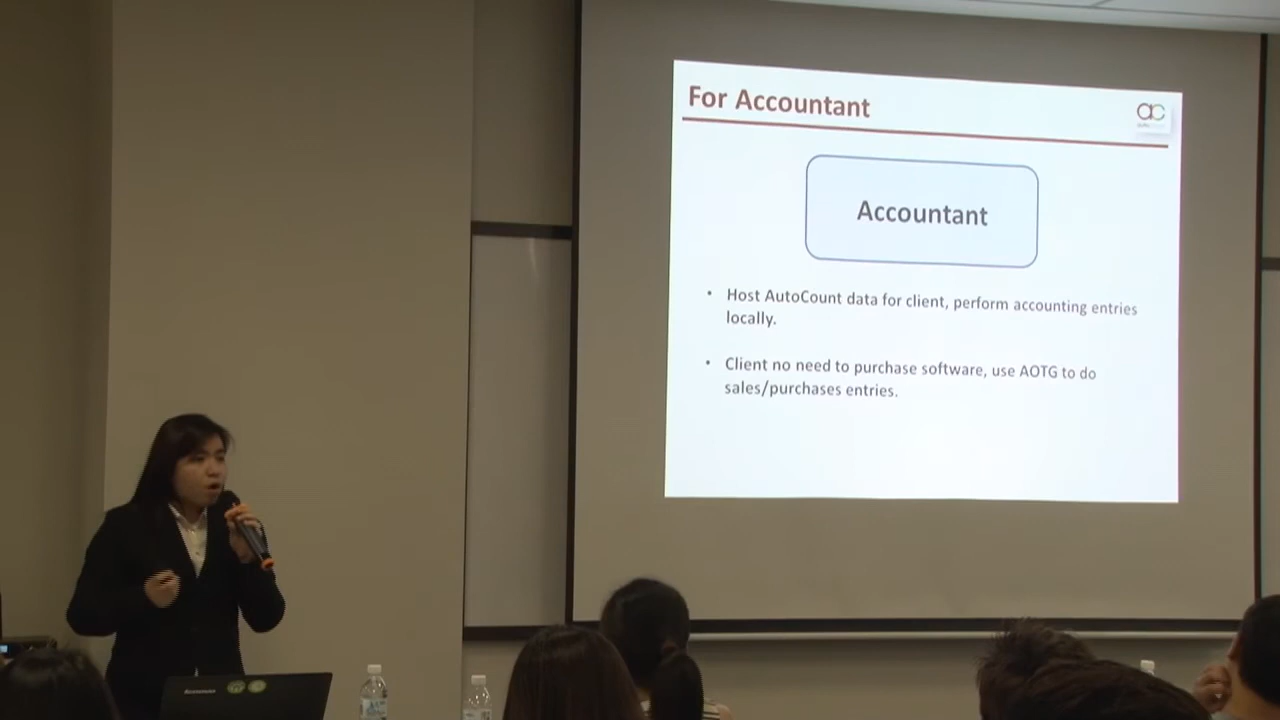 For Accountant
ac
Accountant
• Host AutoCount data for client, perform accounting entries
locally.
• Client no need to purchase software, use AOTG to do
sales/purchases entries.